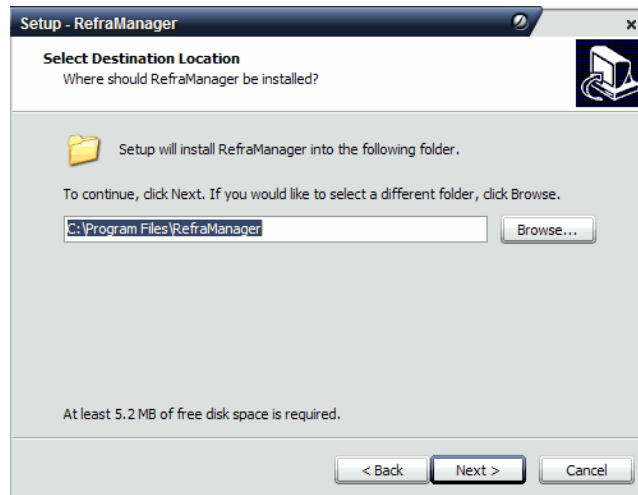 Setup - RefraManager
Select Destination Location
Where should RefraManager be installed?
Setup will install RefraManager into the following folder.
To continue, click Next. If you would like to select a different folder, click Browse.
C:\Program Files\RefraManager
Browse...
At least 5.2 MB of free disk space is required.
< Back
Next >
Cancel